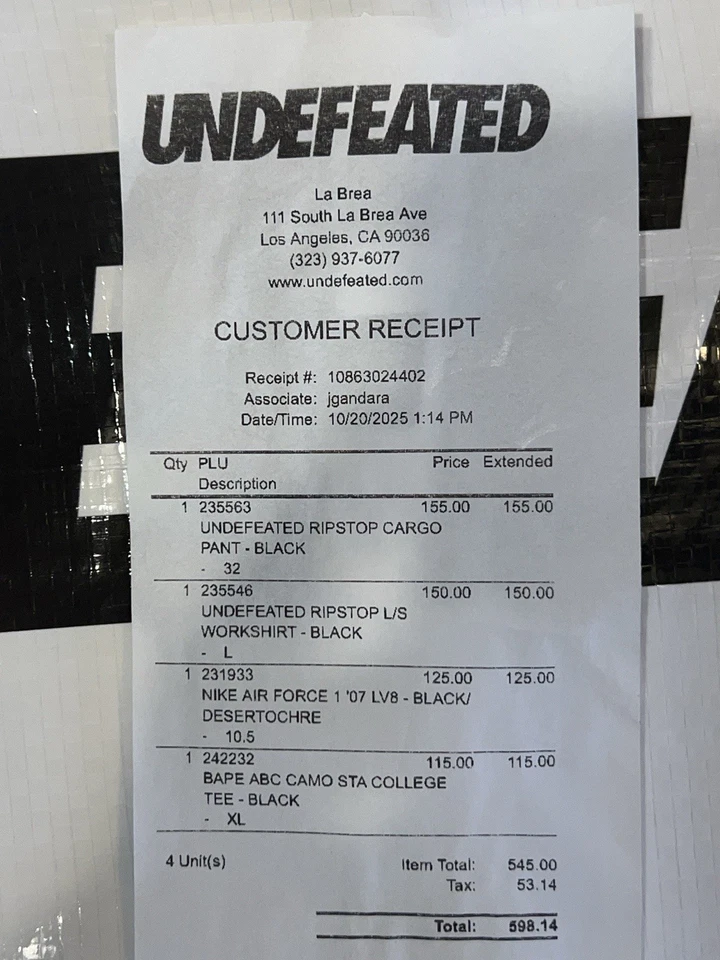 UNDEFEATED
La Brea
111 South La Brea Ave
Los Angeles, CA 90036
(323) 937-6077
www.undefeated.com
CUSTOMER RECEIPT
Receipt #: 10863024402
Associate: jgandara
Date/Time: 10/20/2025 1:14 PM
Qty PLU Price Extended
Description
1 235563 155.00 155.00
UNDEFEATED RIPSTOP CARGO
PANT - BLACK
- 32
1 235546 150.00 150.00
UNDEFEATED RIPSTOP L/S
WORKSHIRT - BLACK
- L
1 231933 125.00 125.00
NIKE AIR FORCE 1 '07 LV8 - BLACK/
DESERTOCHRE
- 10.5
1 242232 115.00 115.00
BAPE ABC CAMO STA COLLEGE
TEE - BLACK
- XL
4 Unit(s) Item Total: 545.00
Tax: 53.14
Total: 598.14